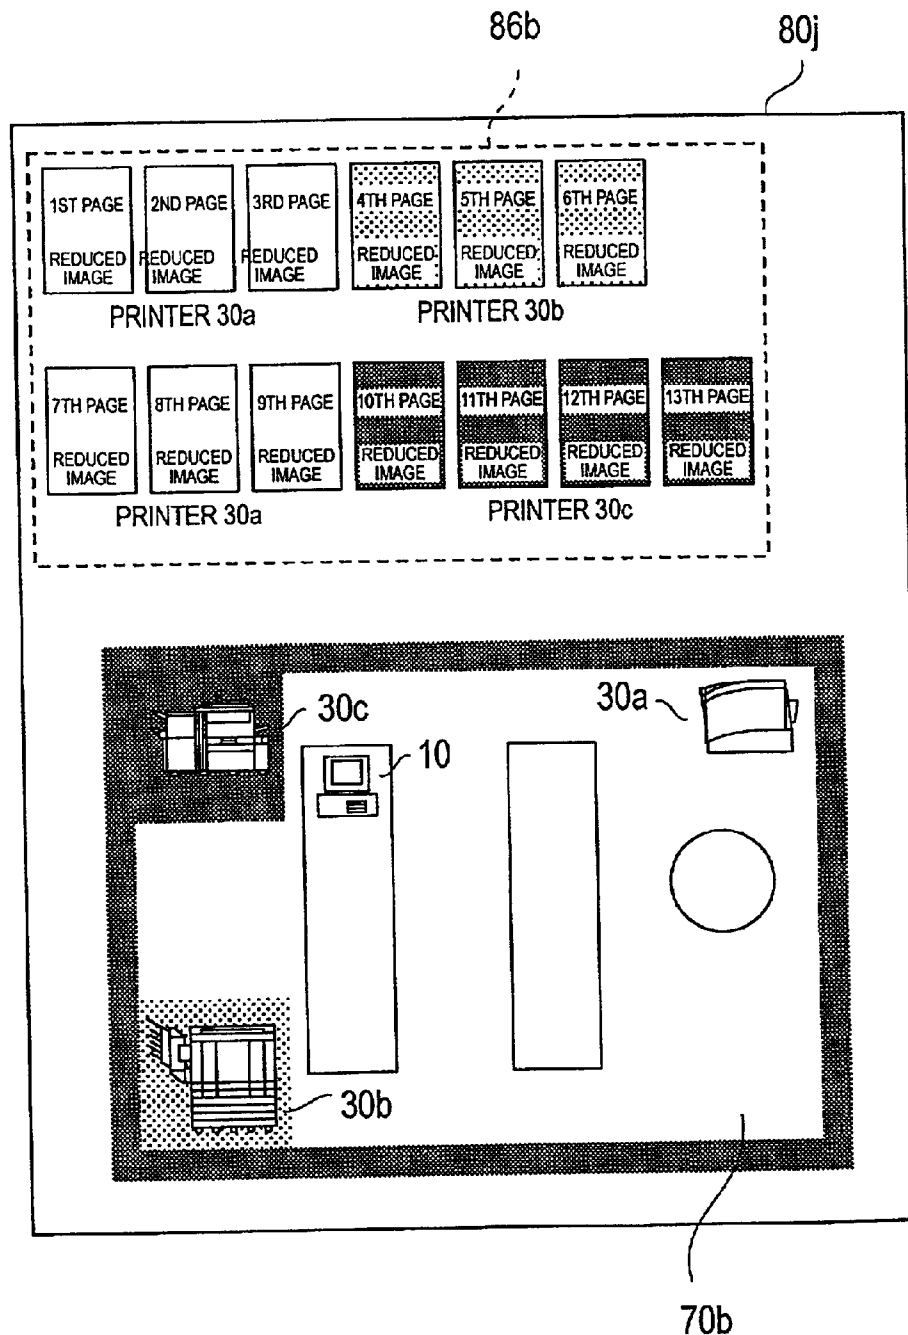 86b
80j
1ST PAGE 2ND PAGE 3RD PAGE 4TH PAGE 5TH PAGE 6TH PAGE
REDUCED REDUCED REDUCED REDUCED REDUCED REDUCED
IMAGE IMAGE IMAGE IMAGE IMAGE IMAGE
PRINTER 30a PRINTER 30b
7TH PAGE 8TH PAGE 9TH PAGE 10TH PAGE 11TH PAGE 12TH PAGE 13TH PAGE
REDUCED REDUCED REDUCED REDUCED REDUCED REDUCED REDUCED
IMAGE IMAGE IMAGE IMAGE IMAGE IMAGE IMAGE
PRINTER 30a PRINTER 30c
30c
30a
10
30b
70b